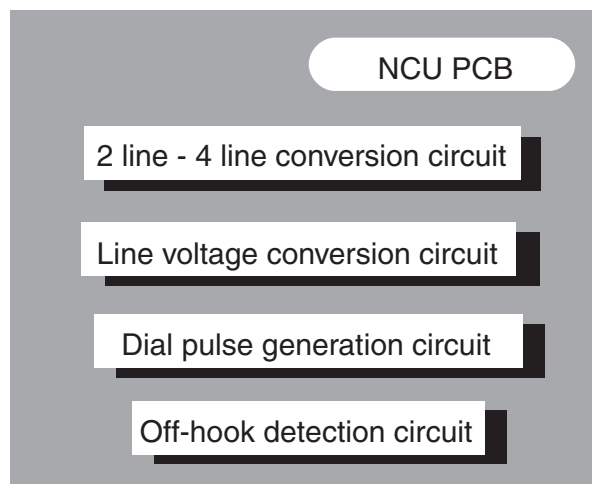 NCU PCB
2 line - 4 line conversion circuit
Line voltage conversion circuit
Dial pulse generation circuit
Off-hook detection circuit